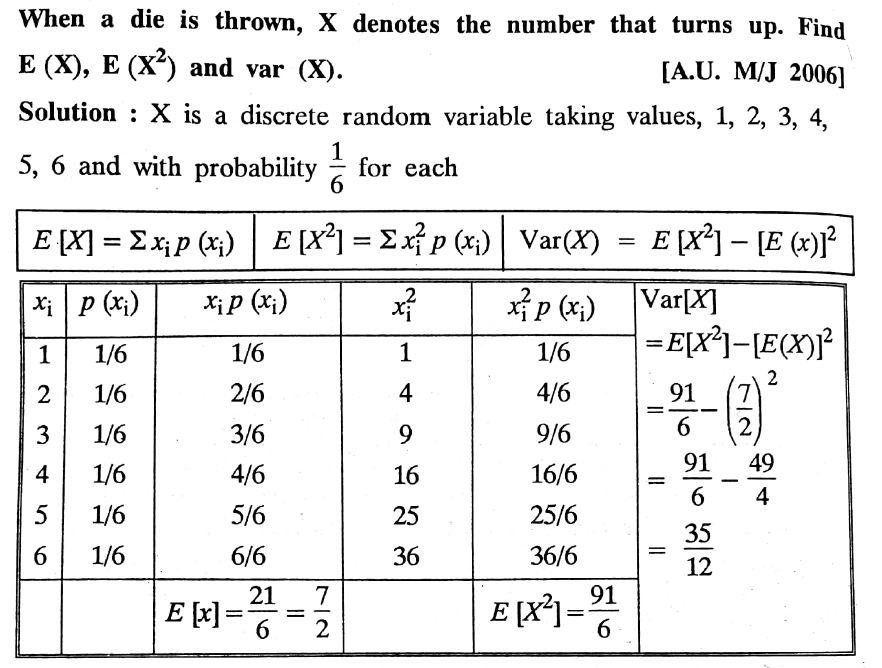 When a die is thrown, X denotes the number that turns up. Find
E (X), E (X²) and var (X). [A.U. M/J 2006]
Solution : X is a discrete random variable taking values, 1, 2, 3, 4,
5, 6 and with probability 1/6 for each
E [X] = Σ xᵢ p (xᵢ) E [X²] = Σ xᵢ² p (xᵢ) Var(X) = E [X²] − [E (x)]²
xᵢ p (xᵢ) xᵢ p (xᵢ) xᵢ² xᵢ² p (xᵢ) Var[X]
1 1/6 1/6 1 1/6 =E[X²]−[E(X)]²
2 1/6 2/6 4 4/6 = 91/6 − (7/2)²
3 1/6 3/6 9 9/6
4 1/6 4/6 16 16/6 = 91/6 − 49/4
5 1/6 5/6 25 25/6
6 1/6 6/6 36 36/6 = 35/12
E [x] = 21/6 = 7/2 E [X²] = 91/6